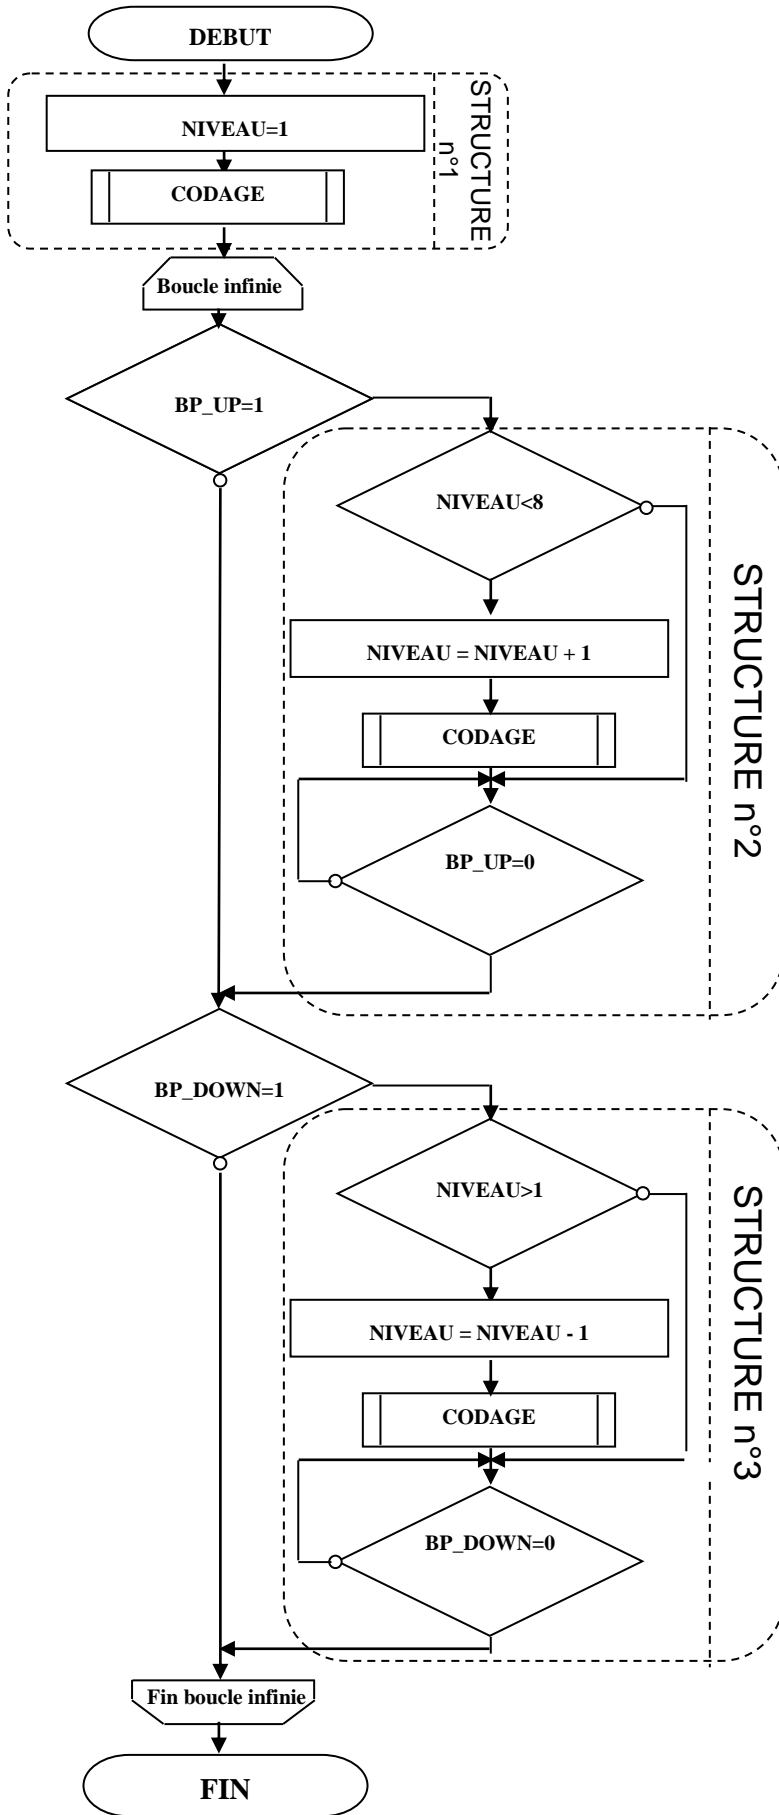 DEBUT
NIVEAU=1
CODAGE
STRUCTURE
n°1
Boucle infinie
BP_UP=1
NIVEAU<8
NIVEAU = NIVEAU + 1
CODAGE
BP_UP=0
STRUCTURE n°2
BP_DOWN=1
NIVEAU>1
NIVEAU = NIVEAU - 1
CODAGE
BP_DOWN=0
STRUCTURE n°3
Fin boucle infinie
FIN